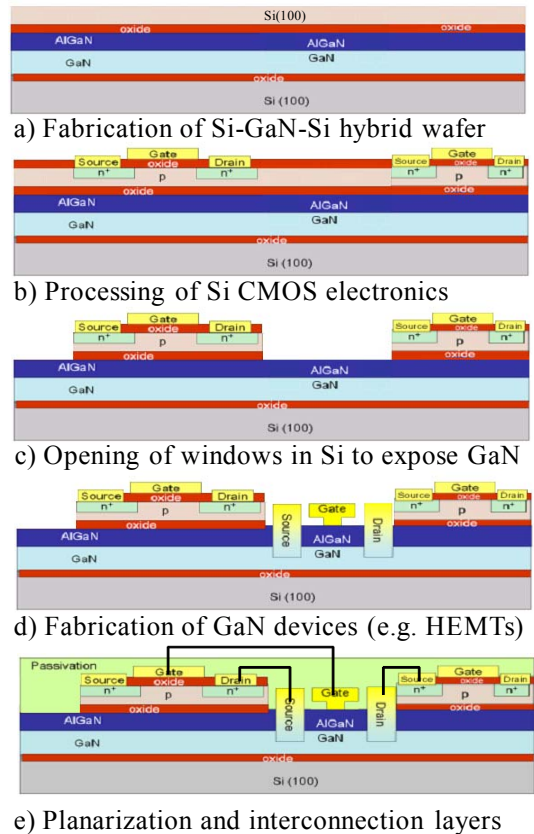 Si(100)
oxide oxide
AlGaN AlGaN
GaN GaN
oxide
Si (100)
a) Fabrication of Si-GaN-Si hybrid wafer
Gate Gate
Source oxide Drain Source oxide Drain
n+ p n+ n+ p n+
oxide oxide
AlGaN AlGaN
GaN GaN
oxide
Si (100)
b) Processing of Si CMOS electronics
Gate Gate
Source oxide Drain Source oxide Drain
n+ p n+ n+ p n+
oxide oxide
AlGaN AlGaN
GaN GaN
oxide
Si (100)
c) Opening of windows in Si to expose GaN
Gate Gate
Source oxide Drain Gate Source oxide Drain
n+ p n+ Source Drain n+ p n+
oxide oxide
AlGaN AlGaN
GaN GaN
oxide
Si (100)
d) Fabrication of GaN devices (e.g. HEMTs)
Passivation
Gate Gate
Source oxide Drain Gate Source oxide Drain
n+ p n+ Source Drain n+ p n+
oxide oxide
AlGaN AlGaN
GaN GaN
oxide
Si (100)
e) Planarization and interconnection layers